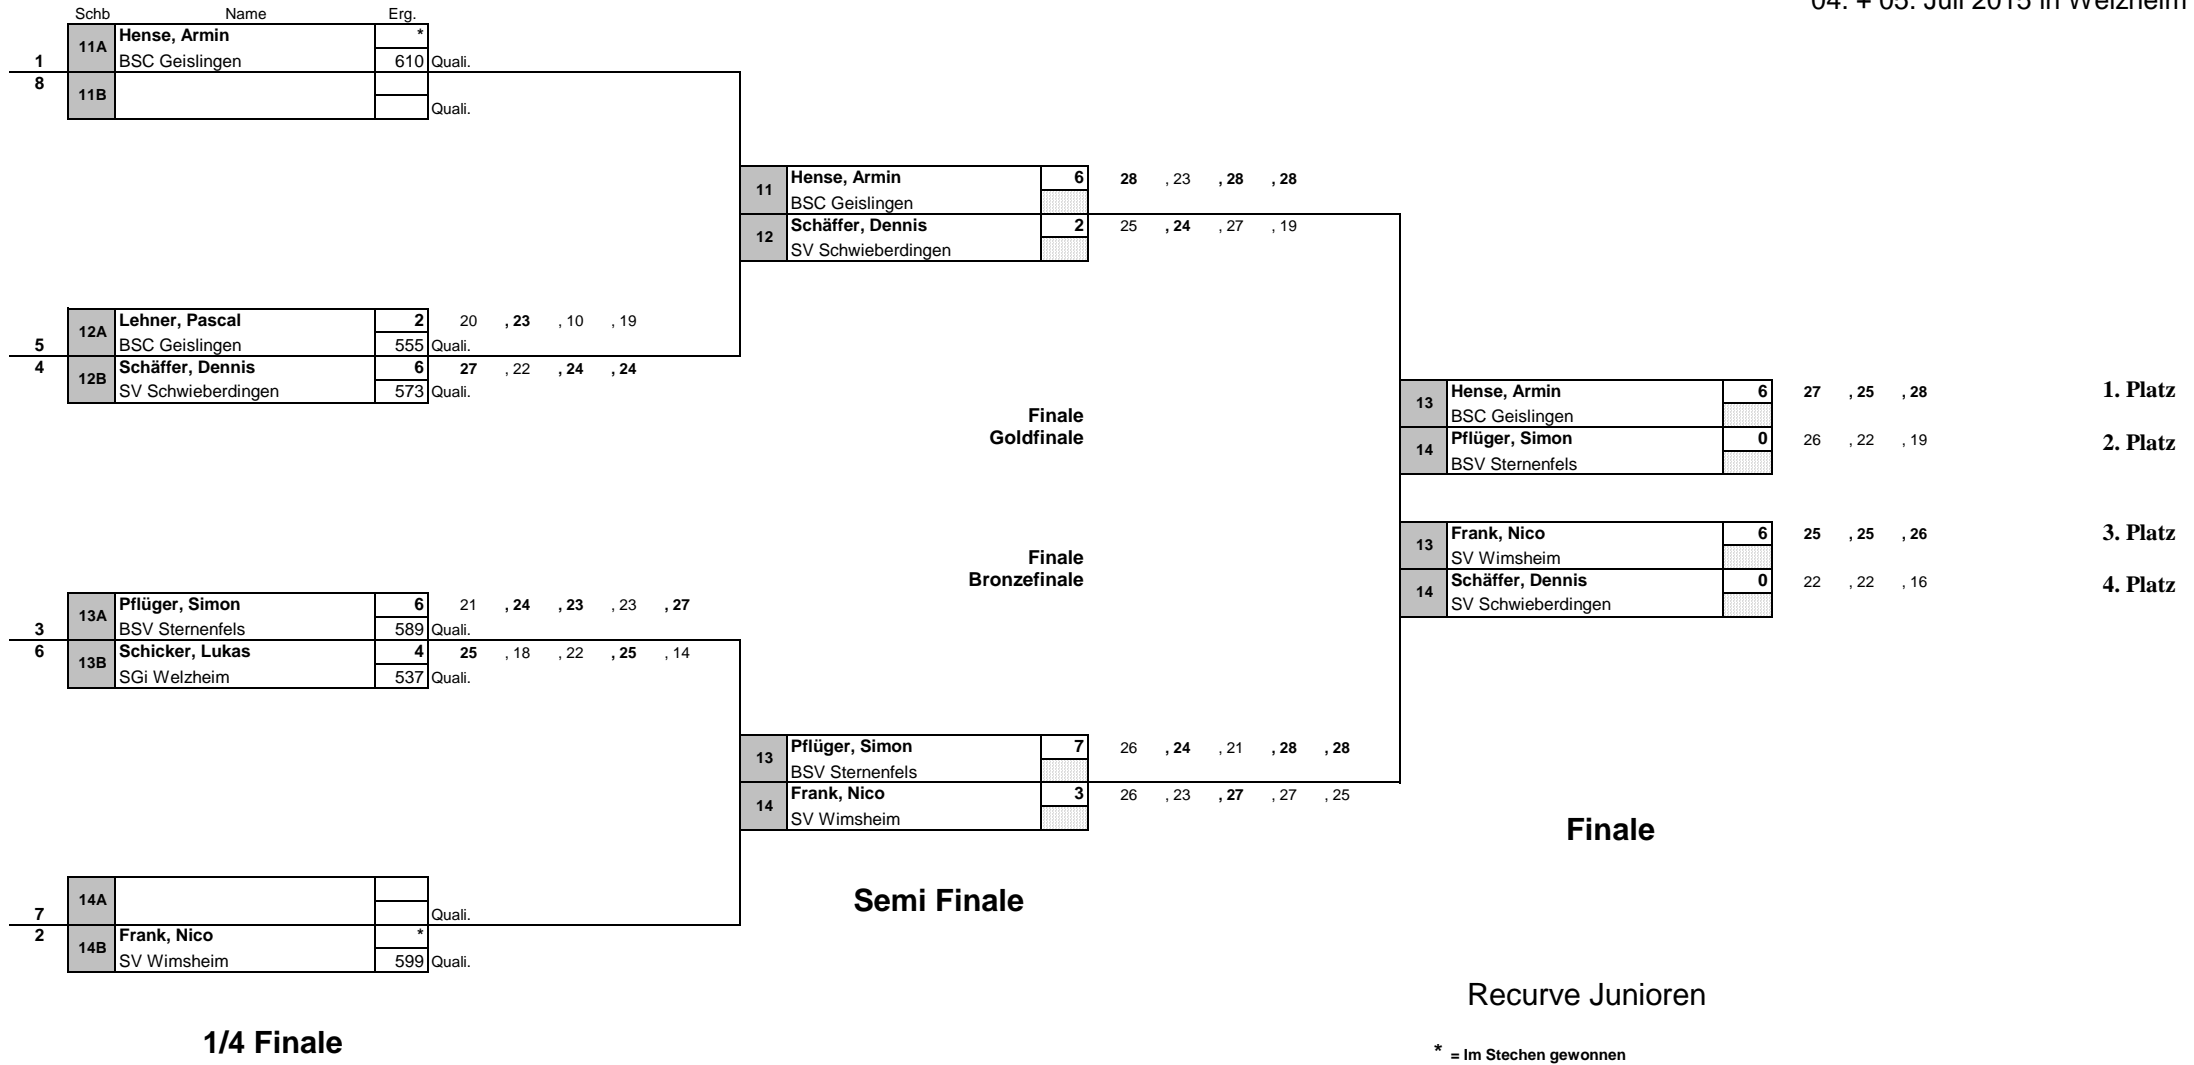 04. + 05. Juli 2015 in Welzheim
Schb Name Erg.
11A Hense, Armin *
1 BSC Geislingen 610 Quali.
8 11B
Quali.
11 Hense, Armin 6 28 , 23 , 28 , 28
BSC Geislingen
12 Schäffer, Dennis 2 25 , 24 , 27 , 19
SV Schwieberdingen
12A Lehner, Pascal 2 20 , 23 , 10 , 19
5 BSC Geislingen 555 Quali.
4 12B Schäffer, Dennis 6 27 , 22 , 24 , 24
SV Schwieberdingen 573 Quali.
13 Hense, Armin 6 27 , 25 , 28 1. Platz
BSC Geislingen
Finale
Goldfinale
14 Pflüger, Simon 0 26 , 22 , 19 2. Platz
BSV Sternenfels
13 Frank, Nico 6 25 , 25 , 26 3. Platz
SV Wimsheim
Finale
Bronzefinale
14 Schäffer, Dennis 0 22 , 22 , 16 4. Platz
SV Schwieberdingen
13A Pflüger, Simon 6 21 , 24 , 23 , 23 , 27
3 BSV Sternenfels 589 Quali.
6 13B Schicker, Lukas 4 25 , 18 , 22 , 25 , 14
SGi Welzheim 537 Quali.
13 Pflüger, Simon 7 26 , 24 , 21 , 28 , 28
BSV Sternenfels
14 Frank, Nico 3 26 , 23 , 27 , 27 , 25
SV Wimsheim
Finale
14A
7 Quali.
2 14B Frank, Nico *
SV Wimsheim 599 Quali.
Semi Finale
Recurve Junioren
1/4 Finale
* = Im Stechen gewonnen